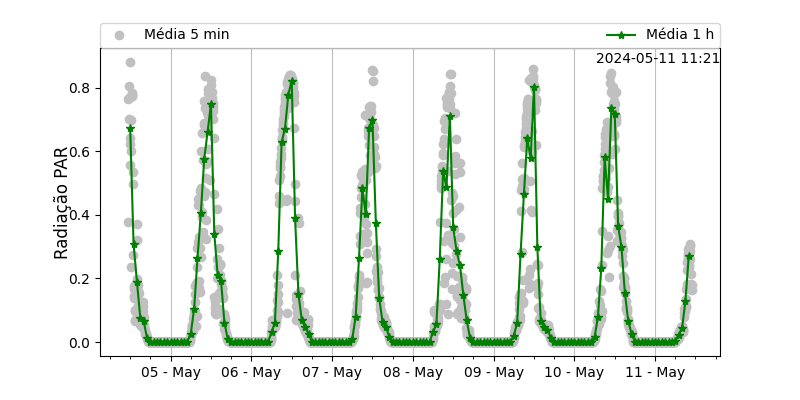 Média 5 min
Média 1 h
2024-05-11 11:21
Radiação PAR
0.8
0.6
0.4
0.2
0.0
05 - May
06 - May
07 - May
08 - May
09 - May
10 - May
11 - May